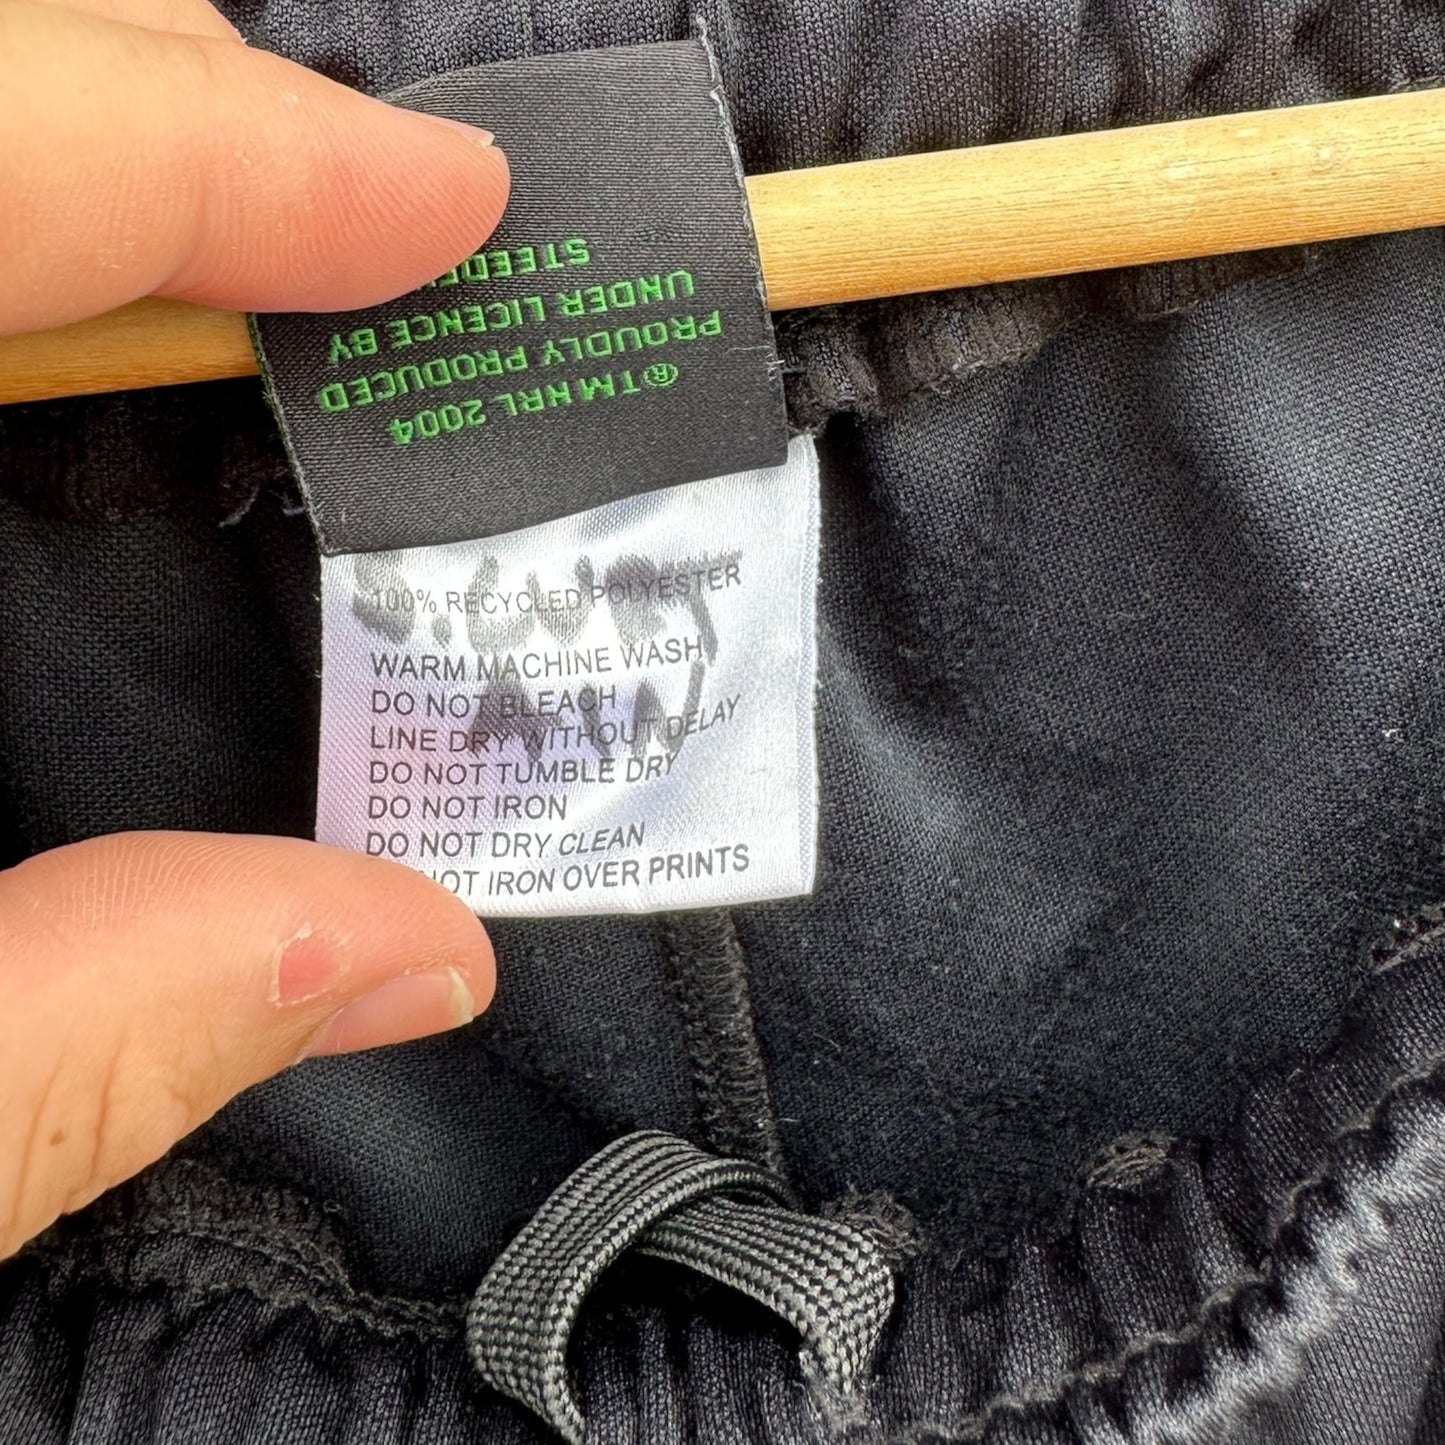 ® TM NRL 2004
PROUDLY PRODUCED
UNDER LICENCE BY
100% RECYCLED POLYESTER
WARM MACHINE WASH
DO NOT BLEACH
LINE DRY WITHOUT DELAY
DO NOT TUMBLE DRY
DO NOT IRON
DO NOT DRY CLEAN
NOT IRON OVER PRINTS